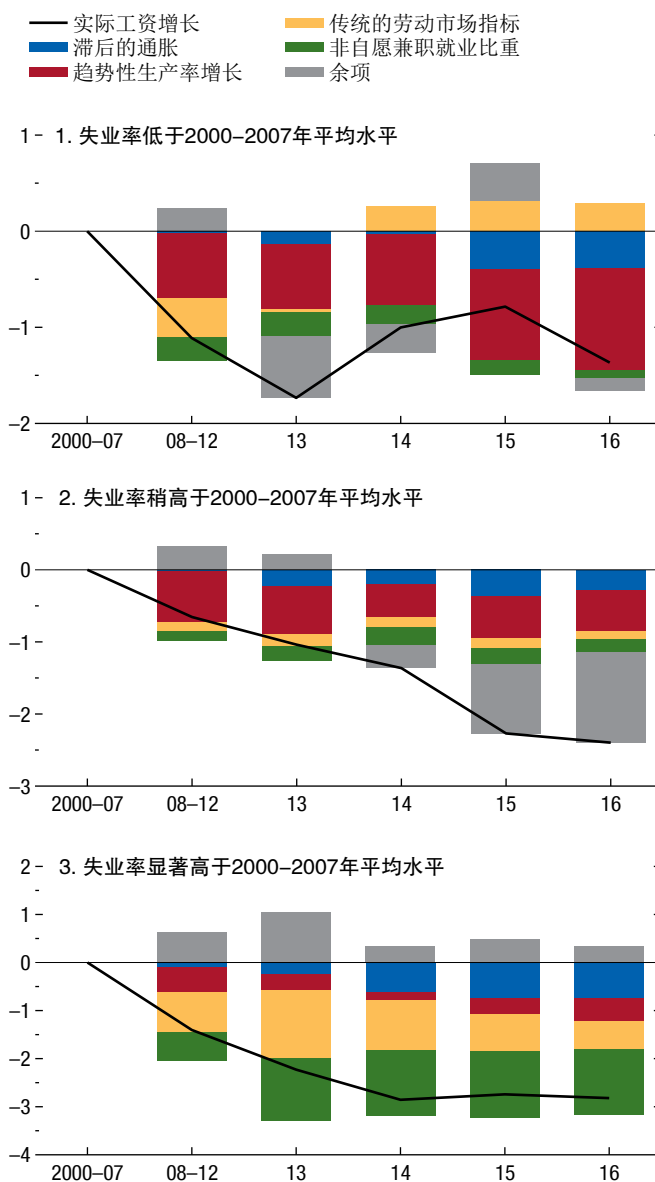 实际工资增长
传统的劳动市场指标
滞后的通胀
非自愿兼职就业比重
趋势性生产率增长
余项
1. 失业率低于2000–2007年平均水平
1
0
–1
–2
2000–07 08–12 13 14 15 16
2. 失业率稍高于2000–2007年平均水平
1
0
–1
–2
–3
2000–07 08–12 13 14 15 16
3. 失业率显著高于2000–2007年平均水平
2
1
0
–1
–2
–3
–4
2000–07 08–12 13 14 15 16